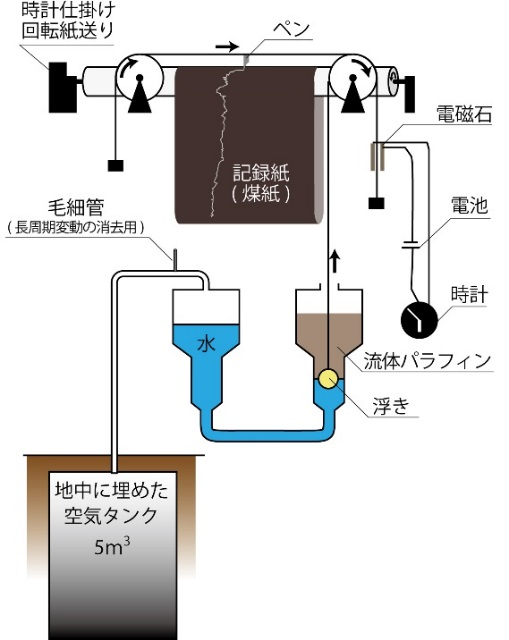 時計仕掛け
回転紙送り
ペン
記録紙
(煤紙)
電磁石
電池
時計
毛細管
(長周期変動の消去用)
水
流体パラフィン
浮き
地中に埋めた
空気タンク
5m³